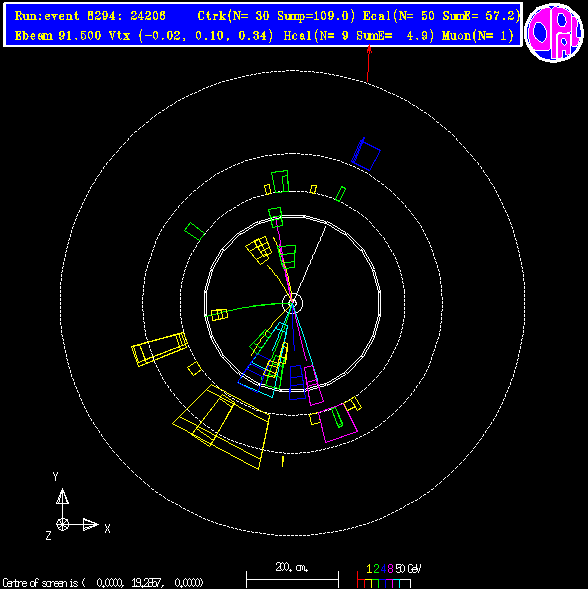 Run:event 8294: 24206 Ctrk(N= 30 Sump=109.0) Ecal(N= 50 SumE= 57.2)
Ebeam 91.500 Vtx (-0.02, 0.10, 0.34) Hcal(N= 9 SumE= 4.9) Muon(N= 1)
OPAL
Y
X
Z
200. cm.
1 2 4 8 50 GeV
Centre of screen is ( 0.0000, 19.2857, 0.0000)